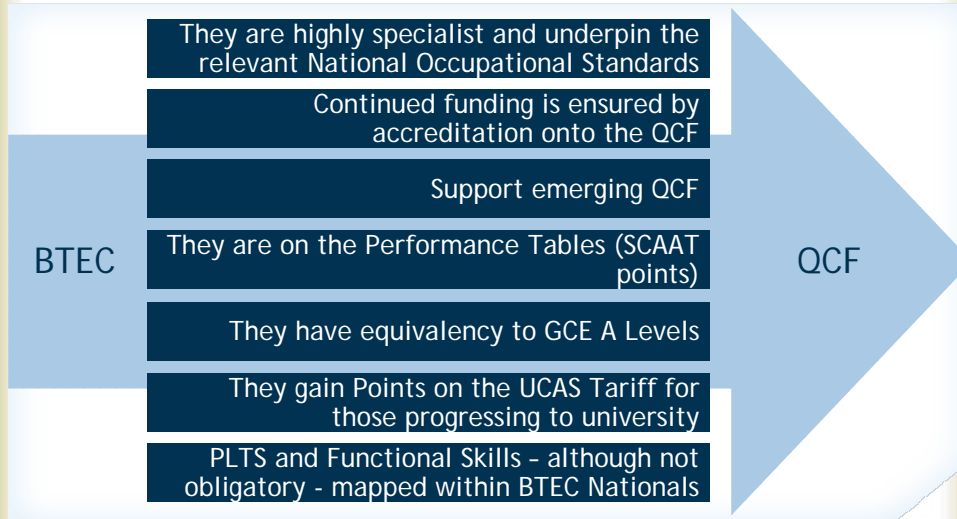 They are highly specialist and underpin the
relevant National Occupational Standards
Continued funding is ensured by
accreditation onto the QCF
Support emerging QCF
BTEC
They are on the Performance Tables (SCAAT
points)
QCF
They have equivalency to GCE A Levels
They gain Points on the UCAS Tariff for
those progressing to university
PLTS and Functional Skills – although not
obligatory - mapped within BTEC Nationals